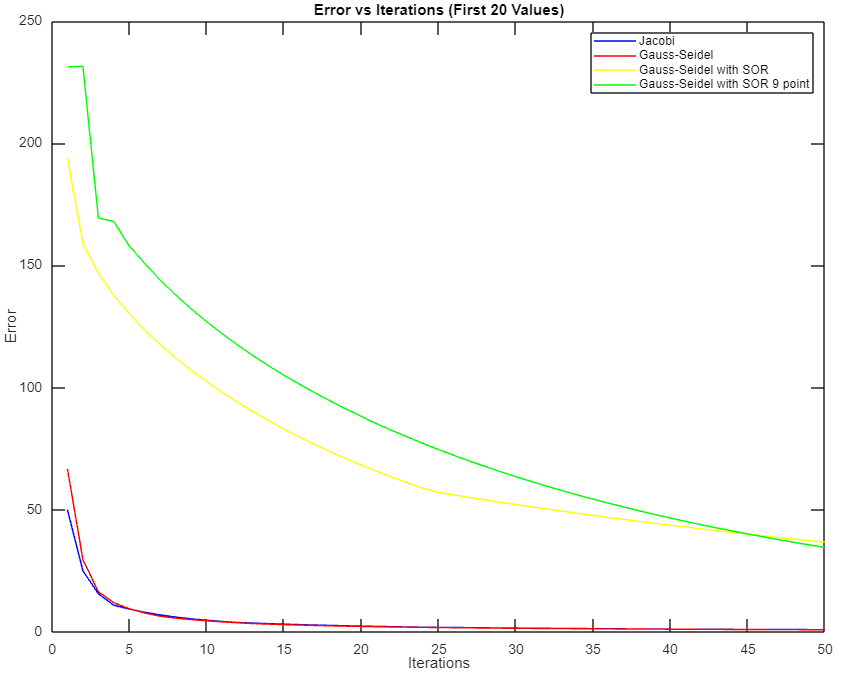 Error vs Iterations (First 20 Values)
250
200
150
100
50
0
Error
Jacobi
Gauss-Seidel
Gauss-Seidel with SOR
Gauss-Seidel with SOR 9 point
0 5 10 15 20 25 30 35 40 45 50
Iterations